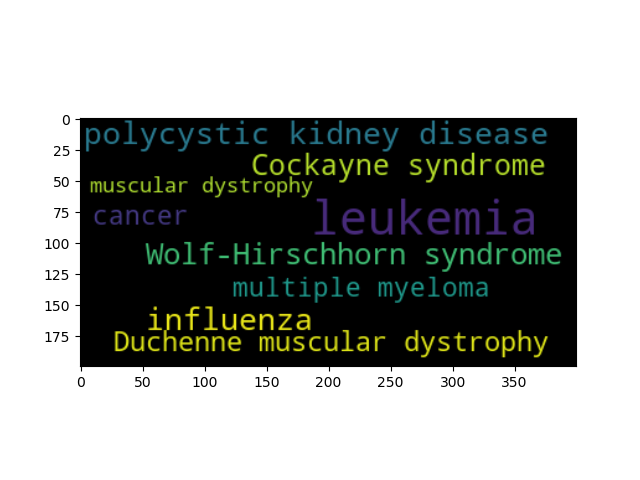 0
25
50
75
100
125
150
175
polycystic kidney disease
Cockayne syndrome
muscular dystrophy
cancer
leukemia
Wolf-Hirschhorn syndrome
multiple myeloma
influenza
Duchenne muscular dystrophy
0 50 100 150 200 250 300 350